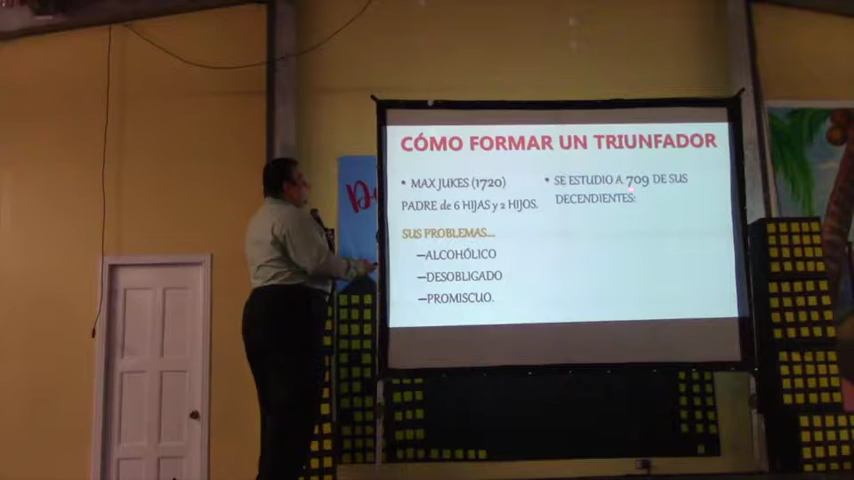 CÓMO FORMAR UN TRIUNFADOR
• MAX JUKES (1720)
PADRE de 6 HIJAS y 2 HIJOS.
SUS PROBLEMAS...
–ALCOHÓLICO
–DESOBLIGADO
–PROMISCUO.
• SE ESTUDIO A 709 DE SUS
DECENDIENTES: